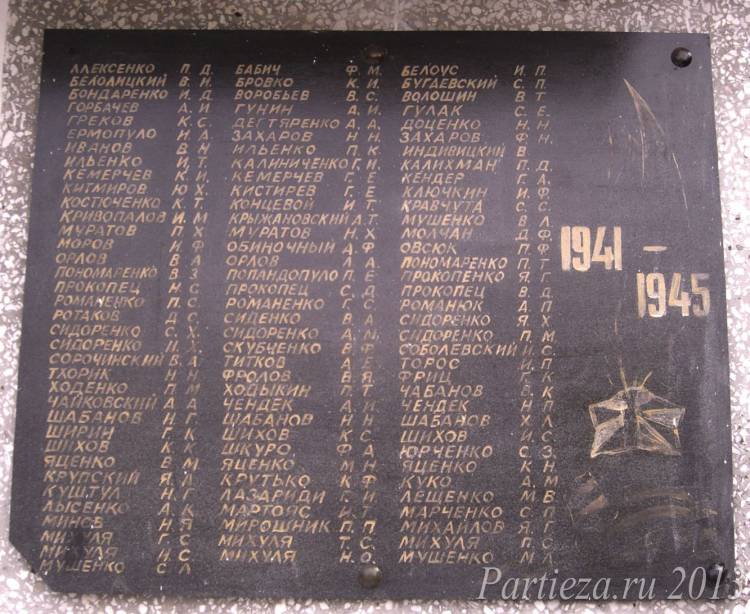 АЛЕКСЕНКО П. Д. БАБИЧ Ф. М. БЕЛОУС И. П.
БЕЛОЛИЦКИЙ В. И. БРОВКО К. И. БУГАЕВСКИЙ С. П.
БОНДАРЕНКО И. Д. ВОРОБЬЕВ В. С. ВОЛОШИН В. Т.
ГОРБАЧЕВ А. И. ГУНИН А. И. ГУЛАК С. Е.
ГРЕКОВ К. С. ДЕГТЯРЕНКО А. А. ДОЦЕНКО Н. Н.
ЕРМОПУЛО И. А. ЗАХАРОВ Н. Н. ЗАХАРОВ Ф. Н.
ИВАНОВ В. Н. ИЛЬЕНКО П. К. ИНДИВИЦКИЙ В.
ИЛЬЕНКО И. Т. КАЛИНИЧЕНКО Г. И. КАЛИХМАН П. Д.
КЕМЕРЧЕВ К. И. КЕМЕРЧЕВ Г. Е. КЕНДЕР Г. А.
КИТМИРОВ Ю. Х. КИСТИРЕВ Г. Е. КЛЮЧКИН И. Ф.
КОСТЮЧЕНКО К. Т. КОНЦЕВОЙ И. Т. КРАВЧУТА С. С.
КРИВОПАЛОВ И. М. КРЫЖАНОВСКИЙ А. Т. МУШЕНКО В. Л.
МУРАТОВ П. Х. МУРАТОВ Н. Х. МОЛЧАН Д. Ф.
МОРОВ И. Ф. ОБИНОЧНЫЙ А. Ф. ОВСЮК П. Ф.
ОРЛОВ В. А. ОРЛОВ А. А. ПОНОМАРЕНКО П. Т.
ПОНОМАРЕНКО В. З. ПОПАНДОПУЛО П. Е. ПРОКОПЕНКО Я. Г.
ПРОКОПЕЦ Н. С. ПРОКОПЕЦ С. Д. ПРОКОПЕЦ В. Д.
РОМАНЕНКО П. С. РОМАНЕНКО Г. С. РОМАНЮК А. П.
РОТАКОВ Д. С. СИДЕНКО В. А. СИДОРЕНКО Я. Х.
СИДОРЕНКО С. Х. СИДОРЕНКО А. М. СИДОРЕНКО П. М.
СИДОРЕНКО Н. Х. СКУБЧЕНКО В. Ф. СОБОЛЕВСКИЙ И. С.
СОРОЧИНСКИЙ В. А. ТИТКОВ А. Е. ТОРОС И. П.
ТХОРИК Н. Н. ФРОЛОВ В. Я. ФРИЦ Г. К.
ХОДЕНКО П. М. ХОДЫКИН П. Т. ЧАБАНОВ В. К.
ЧАЙКОВСКИЙ А. А. ЧЕНДЕК А. И. ЧЕНДЕК Н. П.
ШАБАНОВ Н. Г. ШАБАНОВ Н. Н. ШАБАНОВ Х. Л.
ШИРИН Г. К. ШИХОВ К. С. ШИХОВ И. С.
ШИХОВ К. К. ШКУРО Ф. А. ЮРЧЕНКО С. З.
ЯЦЕНКО В. М. ЯЦЕНКО М. Н. ЯЦЕНКО К. Н.
КРУПСКИЙ Я. Л. КРУТЬКО К. Ф. КУКО А. М.
КУШТУЛ Н. Г. ЛАЗАРИДИ Г. И. ЛЕЩЕНКО М. В.
ЛЫСЕНКО А. К. МАРТОЯС И. Т. МАРЧЕНКО С. П.
МИНОВ Н. Я. МИРОШНИК П. П. МИХАЙЛОВ Я. Г.
МИХУЛЯ Г. С. МИХУЛЯ Т. С. МИХУЛЯ П. С.
МИХУЛЯ И. С. МИХУЛЯ Н. О. МУШЕНКО М. Л.
МУШЕНКО С. Л.
1941 –
1945
Partieza.ru 2013